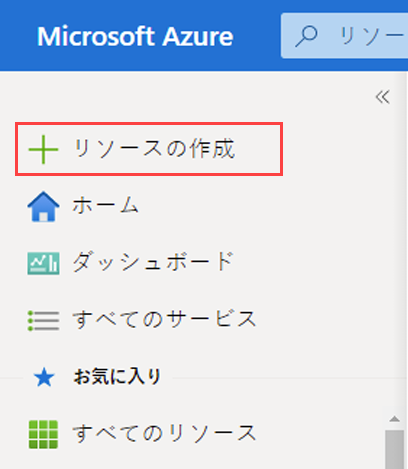 Microsoft Azure
リソー
リソースの作成
ホーム
ダッシュボード
すべてのサービス
お気に入り
すべてのリソース